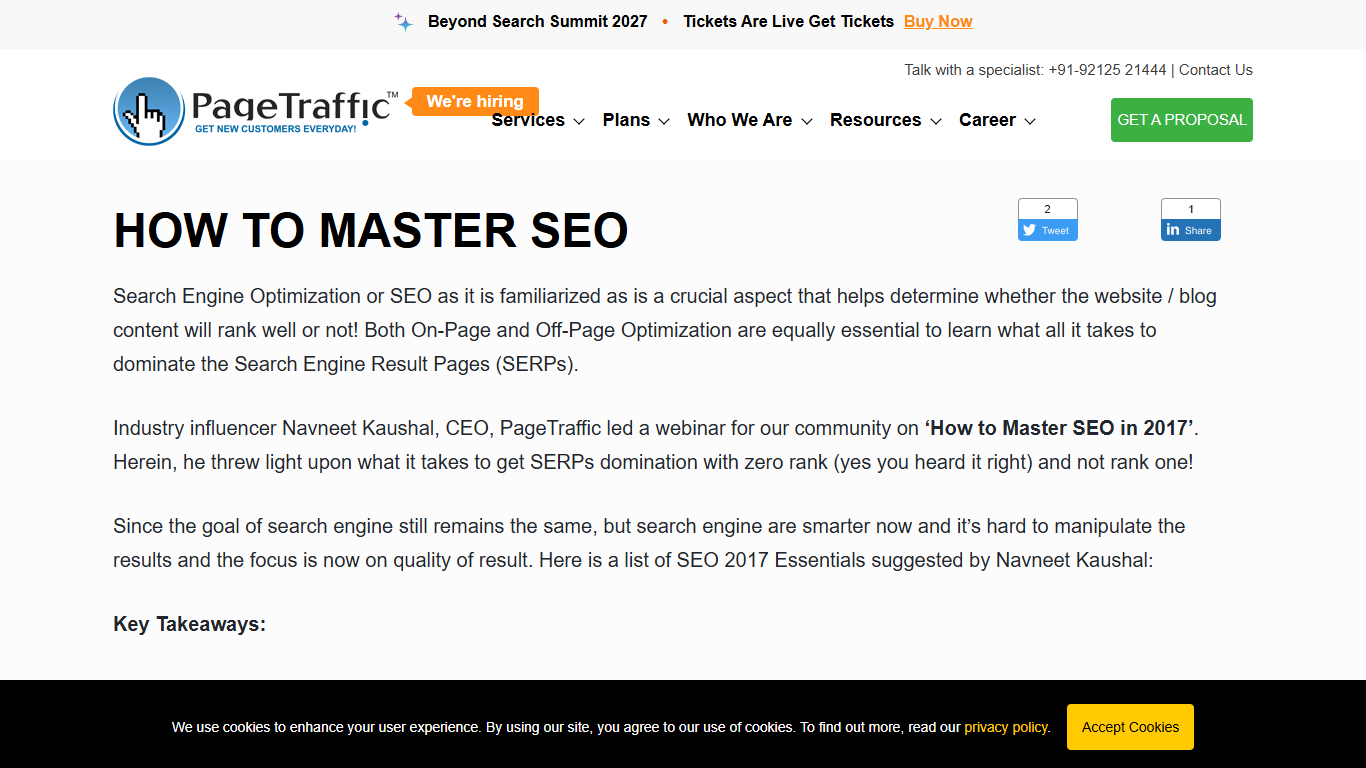 Beyond Search Summit 2027 • Tickets Are Live Get Tickets Buy Now
Talk with a specialist: +91-92125 21444 | Contact Us
PageTraffic™
GET NEW CUSTOMERS EVERYDAY!
We're hiring
Services Plans Who We Are Resources Career
GET A PROPOSAL
HOW TO MASTER SEO
2
Tweet
1
in Share
Search Engine Optimization or SEO as it is familiarized as is a crucial aspect that helps determine whether the website / blog
content will rank well or not! Both On-Page and Off-Page Optimization are equally essential to learn what all it takes to
dominate the Search Engine Result Pages (SERPs).
Industry influencer Navneet Kaushal, CEO, PageTraffic led a webinar for our community on ‘How to Master SEO in 2017’.
Herein, he threw light upon what it takes to get SERPs domination with zero rank (yes you heard it right) and not rank one!
Since the goal of search engine still remains the same, but search engine are smarter now and it’s hard to manipulate the
results and the focus is now on quality of result. Here is a list of SEO 2017 Essentials suggested by Navneet Kaushal:
Key Takeaways:
We use cookies to enhance your user experience. By using our site, you agree to our use of cookies. To find out more, read our privacy policy.
Accept Cookies